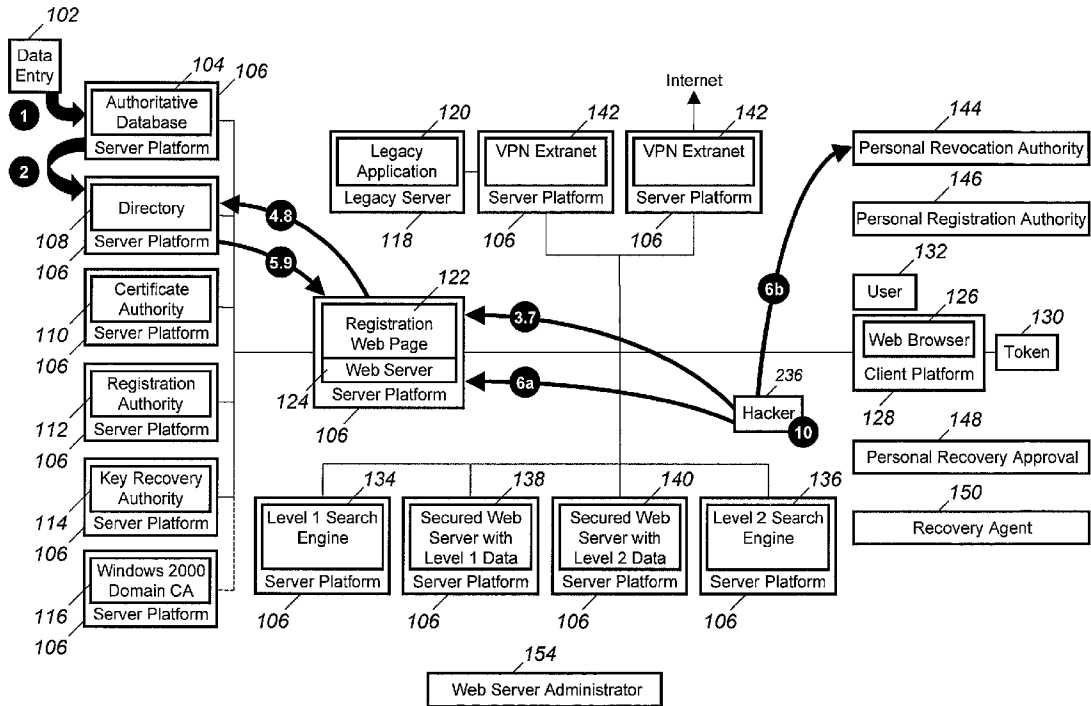 102
Data
Entry
1
2
104
106
Authoritative
Database
Server Platform
Directory
Server Platform
108
106
Certificate
Authority
Server Platform
110
106
Registration
Authority
Server Platform
112
106
Key Recovery
Authority
Server Platform
114
106
Windows 2000
Domain CA
Server Platform
116
106
4.8
5.9
120
Legacy
Application
Legacy Server
118
142
VPN Extranet
Server Platform
106
Internet
142
VPN Extranet
Server Platform
106
122
Registration
Web Page
Web Server
Server Platform
124
106
3.7
6a
6b
236
Hacker
10
144
Personal Revocation Authority
146
Personal Registration Authority
132
User
126
Web Browser
Client Platform
128
130
Token
148
Personal Recovery Approval
150
Recovery Agent
134
Level 1 Search
Engine
Server Platform
106
138
Secured Web
Server with
Level 1 Data
Server Platform
106
140
Secured Web
Server with
Level 2 Data
Server Platform
106
136
Level 2 Search
Engine
Server Platform
106
154
Web Server Administrator